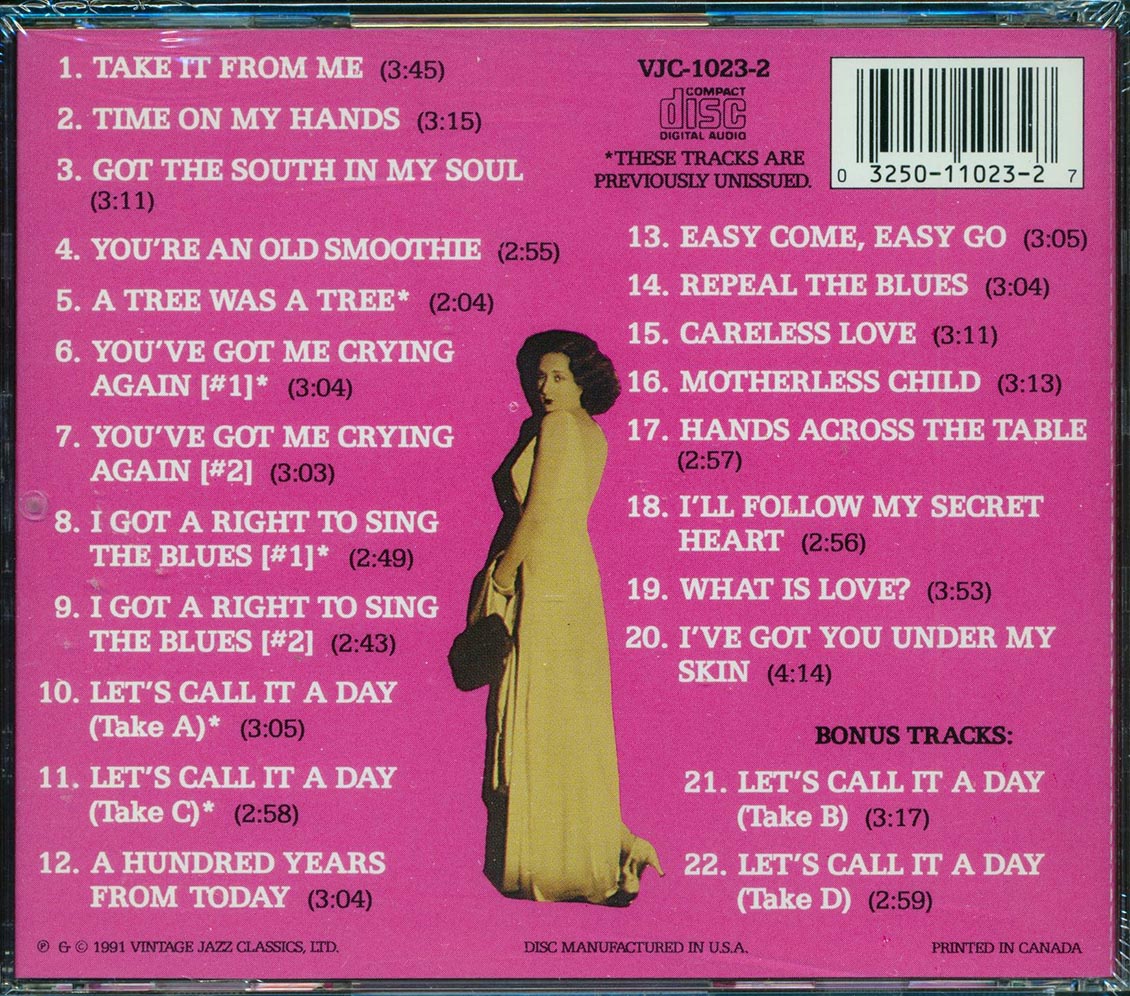 1. TAKE IT FROM ME (3:45)
2. TIME ON MY HANDS (3:15)
3. GOT THE SOUTH IN MY SOUL
(3:11)
4. YOU'RE AN OLD SMOOTHIE (2:55)
5. A TREE WAS A TREE* (2:04)
6. YOU'VE GOT ME CRYING
AGAIN [#1]* (3:04)
7. YOU'VE GOT ME CRYING
AGAIN [#2] (3:03)
8. I GOT A RIGHT TO SING
THE BLUES [#1]* (2:49)
9. I GOT A RIGHT TO SING
THE BLUES [#2] (2:43)
10. LET'S CALL IT A DAY
(Take A)* (3:05)
11. LET'S CALL IT A DAY
(Take C)* (2:58)
12. A HUNDRED YEARS
FROM TODAY (3:04)
VJC-1023-2
COMPACT
disc
DIGITAL AUDIO
*THESE TRACKS ARE
PREVIOUSLY UNISSUED.
0 3250-11023-2 7
13. EASY COME, EASY GO (3:05)
14. REPEAL THE BLUES (3:04)
15. CARELESS LOVE (3:11)
16. MOTHERLESS CHILD (3:13)
17. HANDS ACROSS THE TABLE
(2:57)
18. I'LL FOLLOW MY SECRET
HEART (2:56)
19. WHAT IS LOVE? (3:53)
20. I'VE GOT YOU UNDER MY
SKIN (4:14)
BONUS TRACKS:
21. LET'S CALL IT A DAY
(Take B) (3:17)
22. LET'S CALL IT A DAY
(Take D) (2:59)
℗ & © 1991 VINTAGE JAZZ CLASSICS, LTD.
DISC MANUFACTURED IN U.S.A.
PRINTED IN CANADA